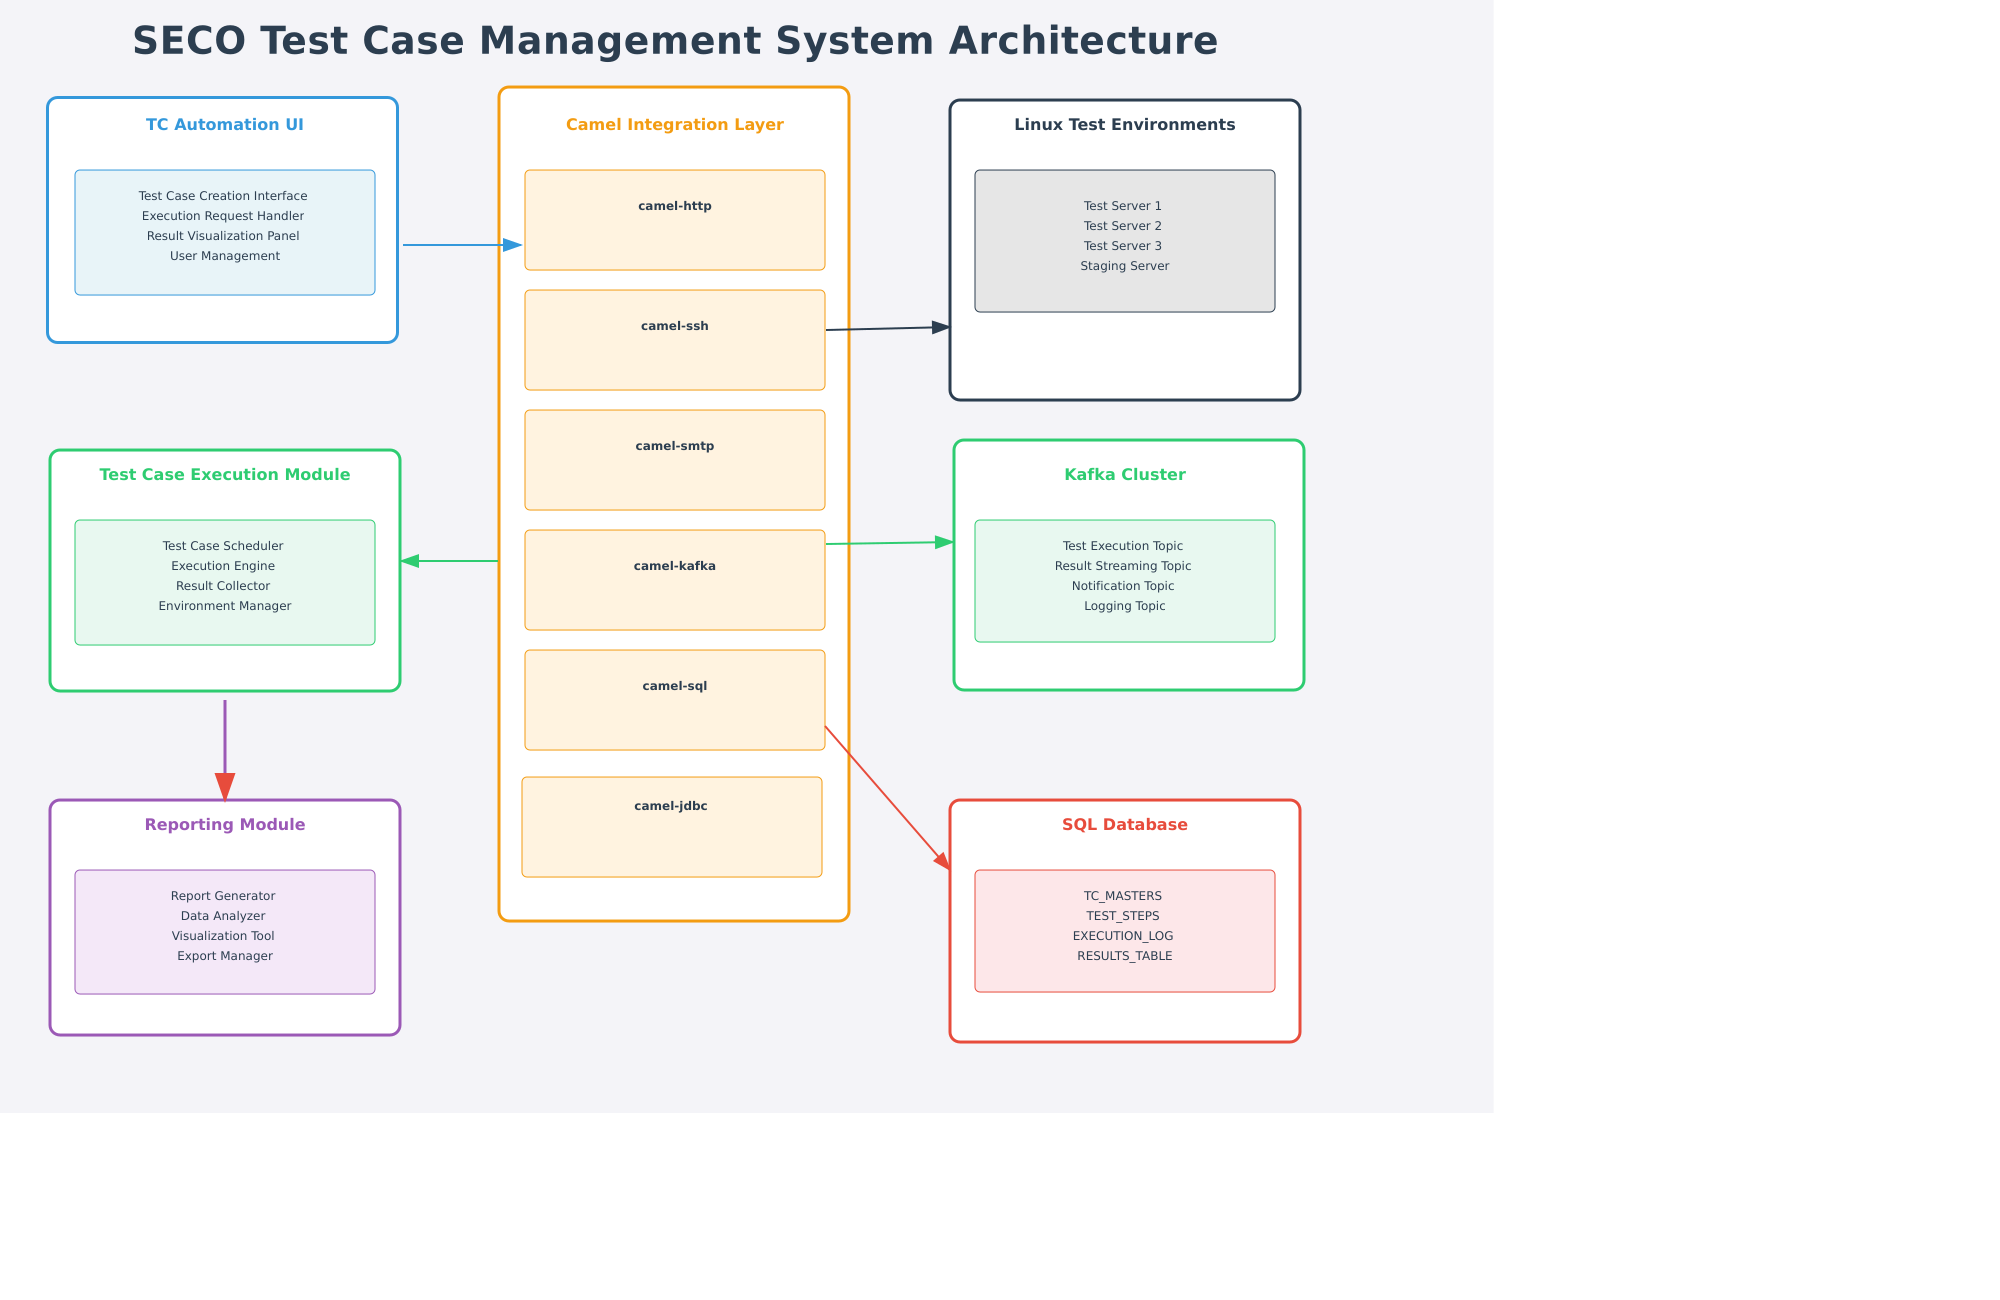 SECO Test Case Management System Architecture
TC Automation UI
Test Case Creation Interface
Execution Request Handler
Result Visualization Panel
User Management
Camel Integration Layer
camel-http
camel-ssh
camel-smtp
camel-kafka
camel-sql
camel-jdbc
Linux Test Environments
Test Server 1
Test Server 2
Test Server 3
Staging Server
Test Case Execution Module
Test Case Scheduler
Execution Engine
Result Collector
Environment Manager
Kafka Cluster
Test Execution Topic
Result Streaming Topic
Notification Topic
Logging Topic
Reporting Module
Report Generator
Data Analyzer
Visualization Tool
Export Manager
SQL Database
TC_MASTERS
TEST_STEPS
EXECUTION_LOG
RESULTS_TABLE